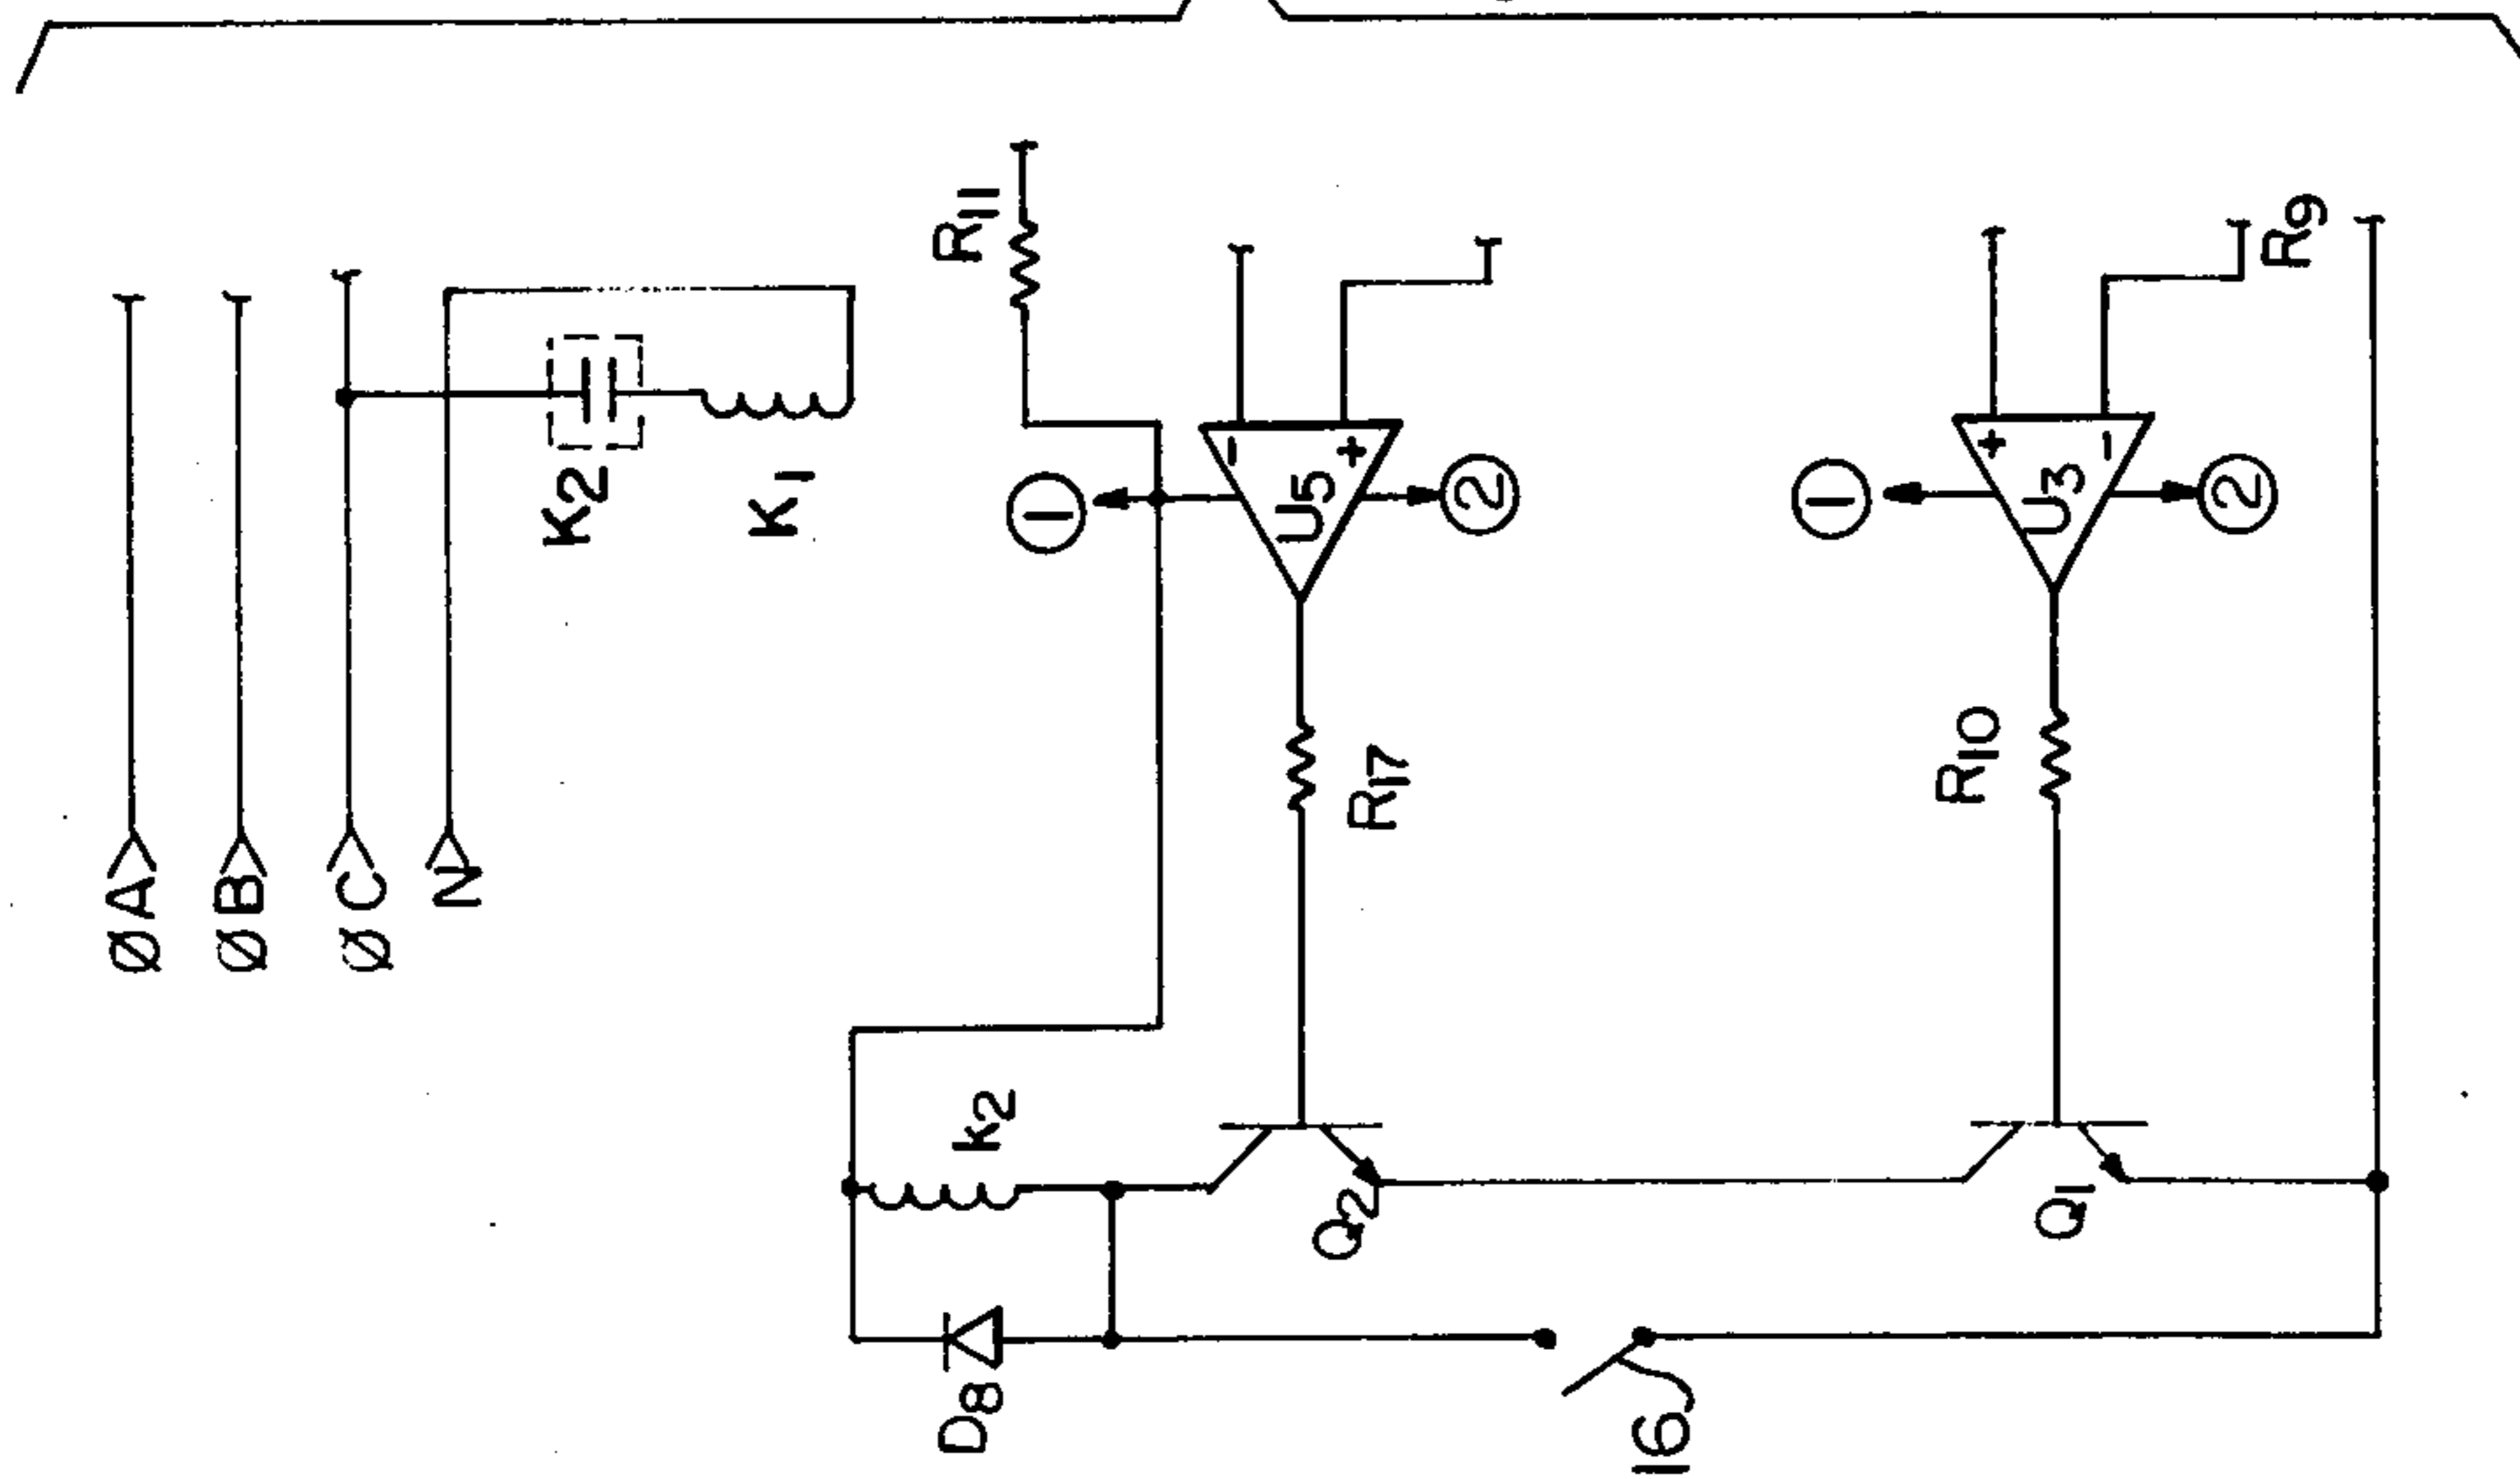 ØA
ØB
ØC
N
K2
K1
R11
1
U5
-
+
2
R17
k2
D8
Q2
16
1
U3
+
-
2
R9
R10
Q1